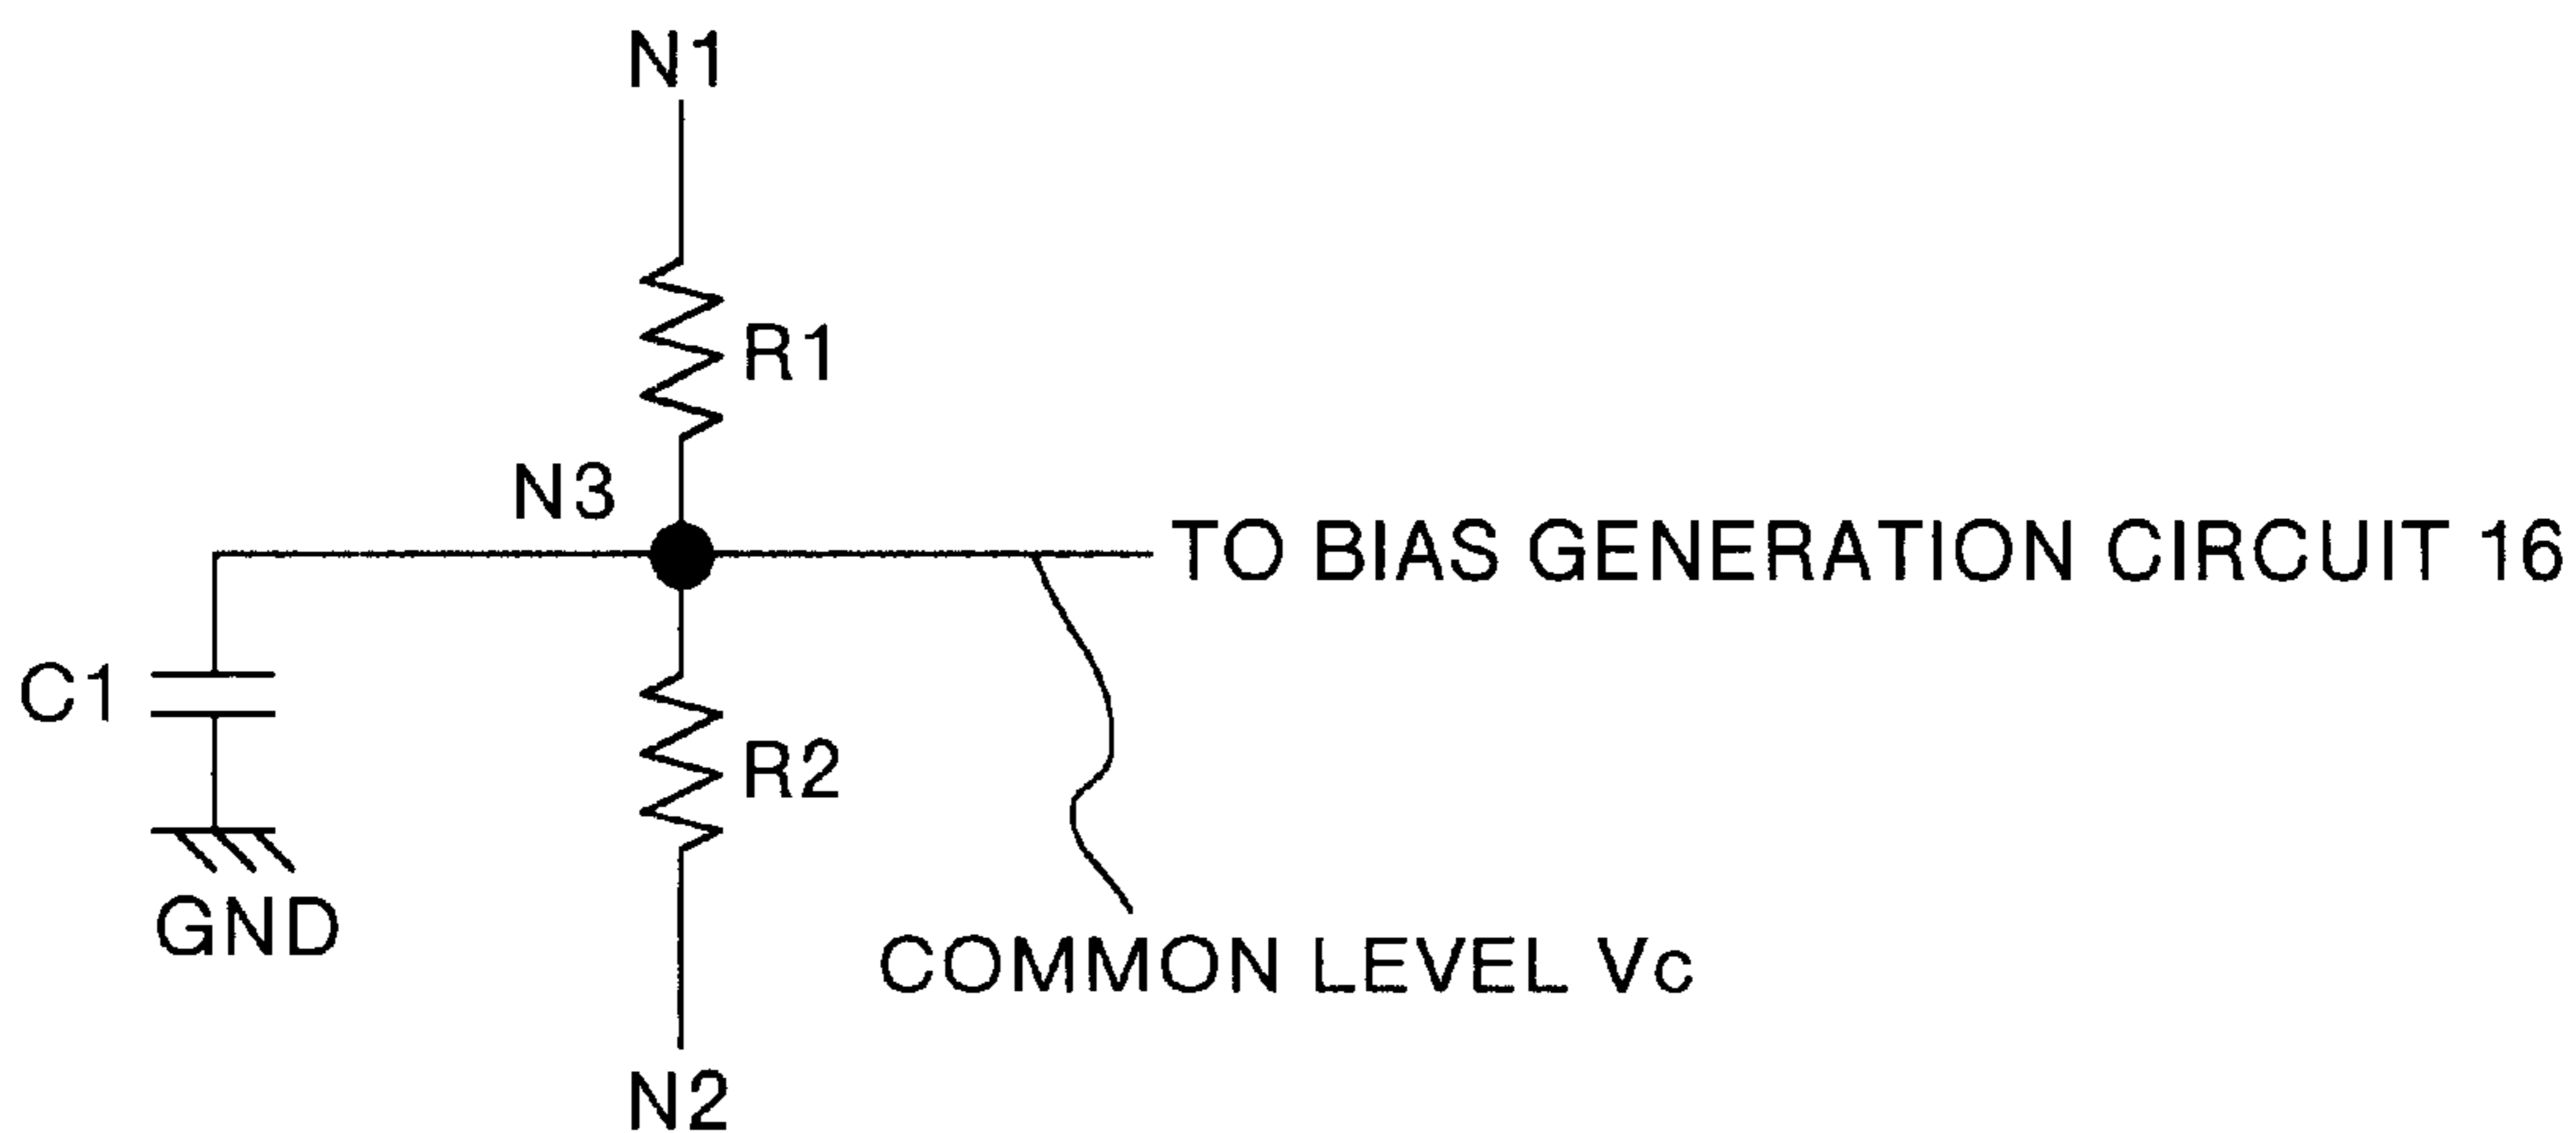 N1
R1
N3
TO BIAS GENERATION CIRCUIT 16
C1
R2
GND
COMMON LEVEL Vc
N2